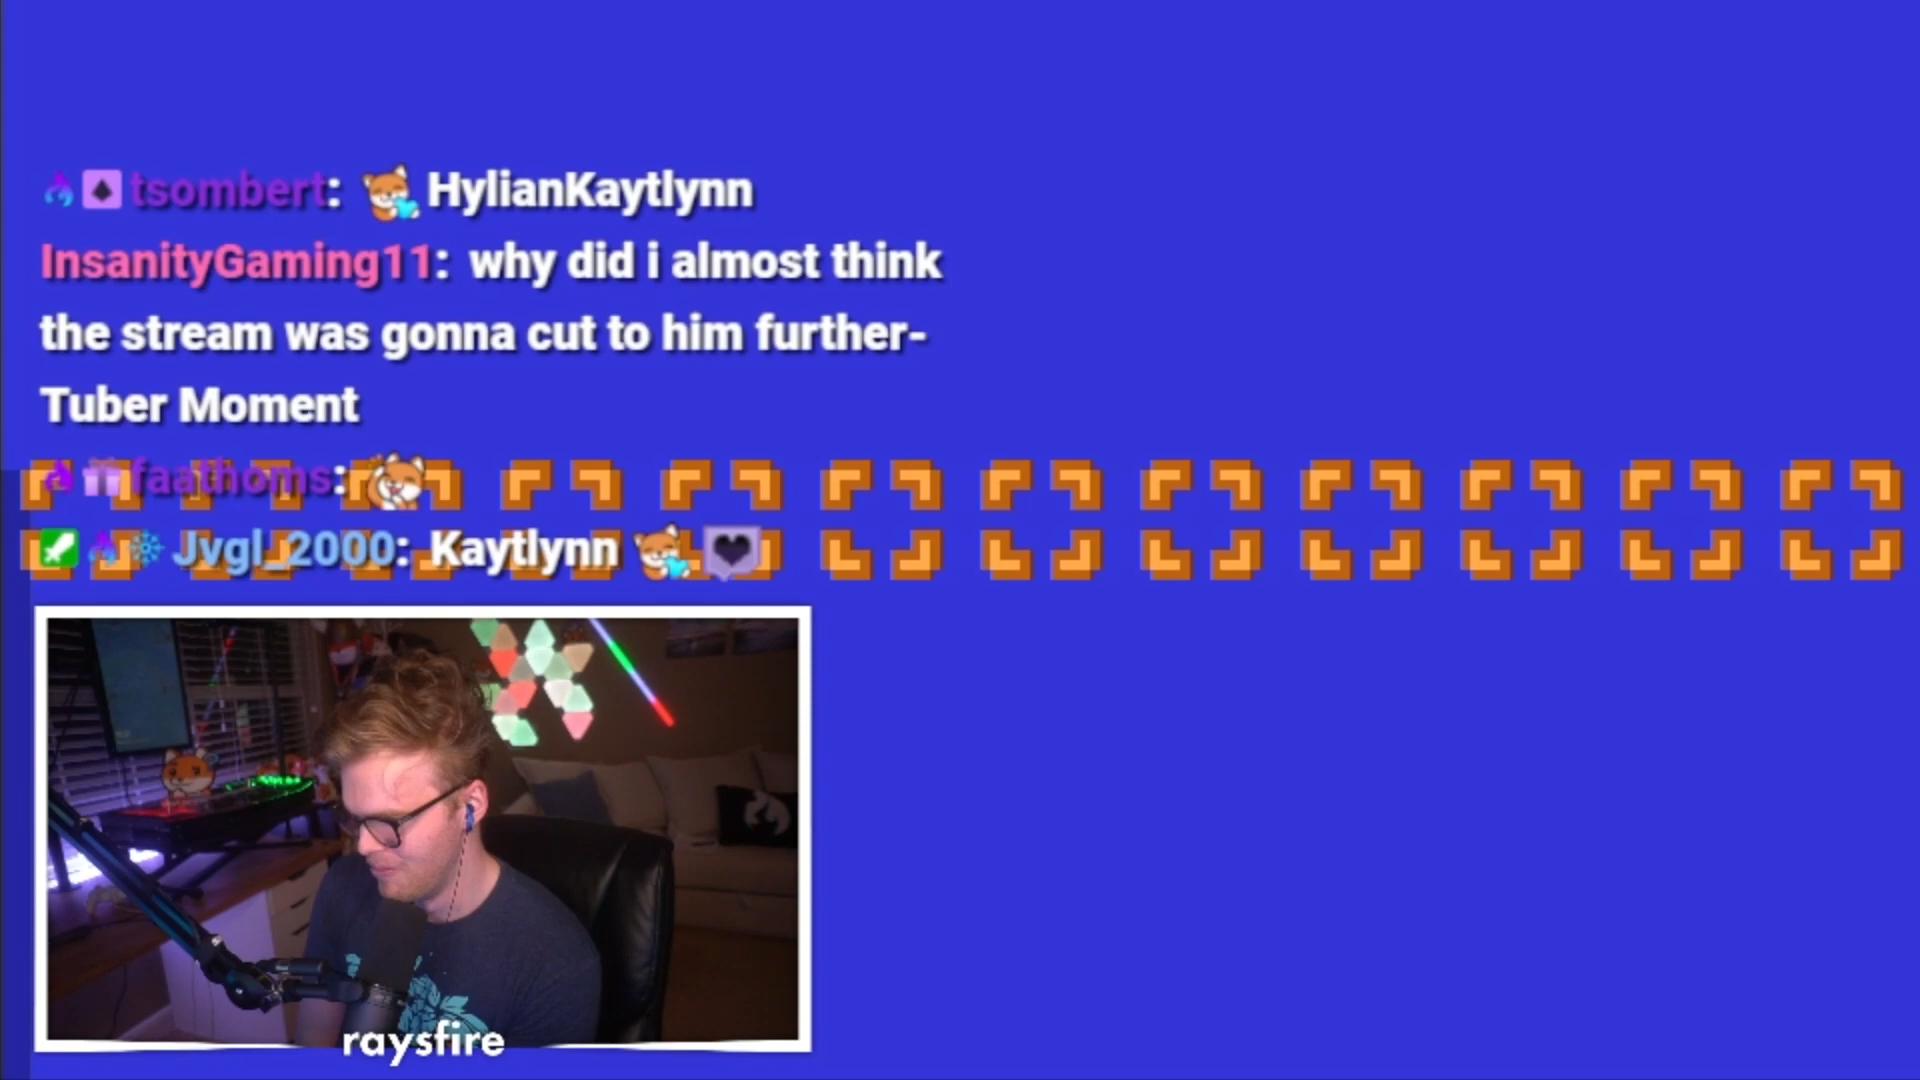 tsombert: HylianKaytlynn
InsanityGaming11: why did i almost think
the stream was gonna cut to him further-
Tuber Moment
faathoms:
Jvgl_2000: Kaytlynn
raysfire